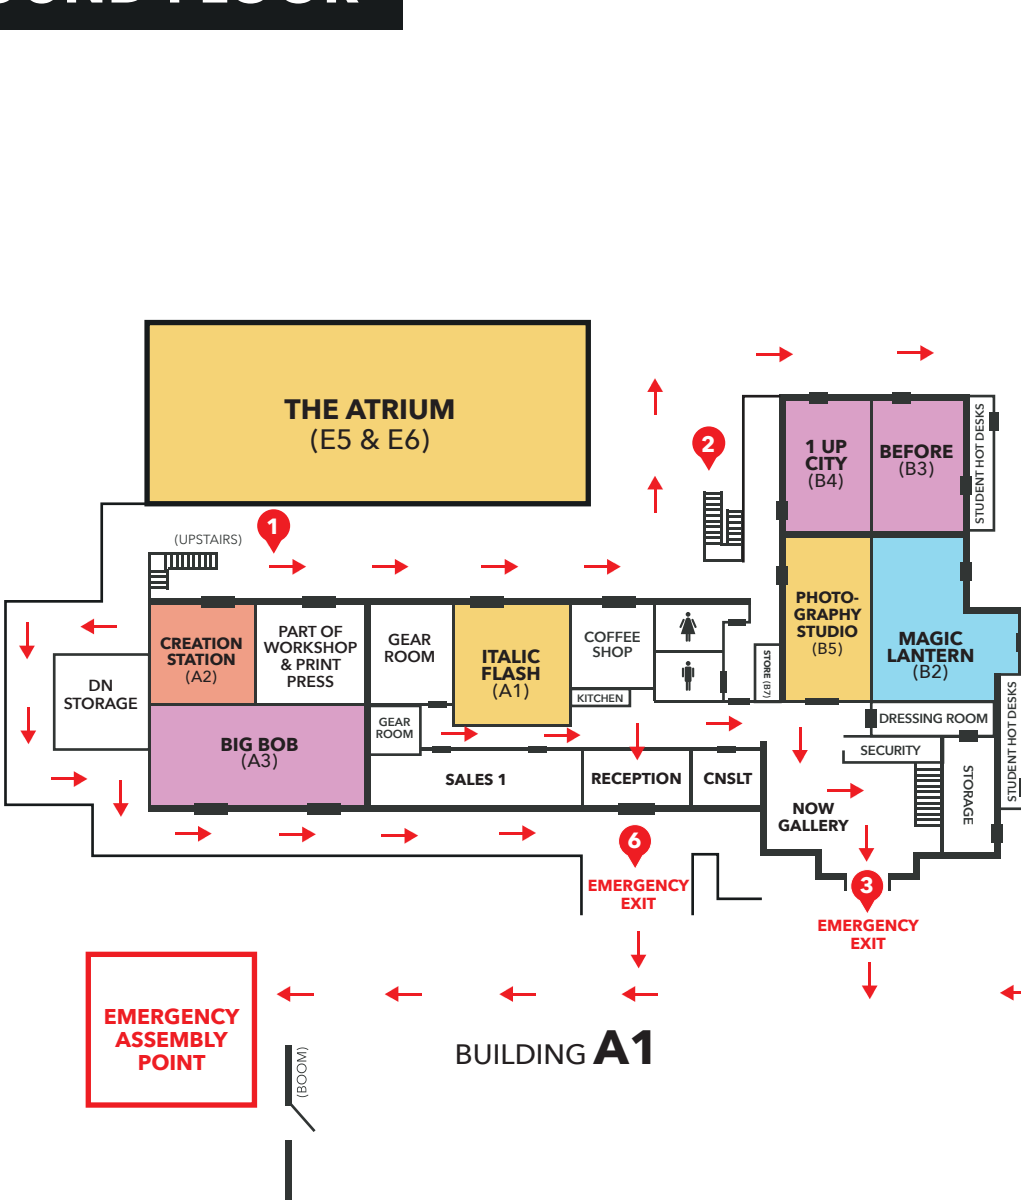 THE ATRIUM
(E5 & E6)
1
2
(UPSTAIRS)
1 UP
CITY
(B4)
BEFORE
(B3)
STUDENT HOT DESKS
PHOTO-
GRAPHY
STUDIO
(B5)
MAGIC
LANTERN
(B2)
CREATION
STATION
(A2)
PART OF
WORKSHOP
& PRINT
PRESS
GEAR
ROOM
ITALIC
FLASH
(A1)
COFFEE
SHOP
KITCHEN
STORE (B7)
DN
STORAGE
BIG BOB
(A3)
GEAR
ROOM
SALES 1
RECEPTION
CNSLT
DRESSING ROOM
SECURITY
STORAGE
STUDENT HOT DESKS
NOW
GALLERY
6
EMERGENCY
EXIT
3
EMERGENCY
EXIT
EMERGENCY
ASSEMBLY
POINT
(BOOM)
BUILDING A1